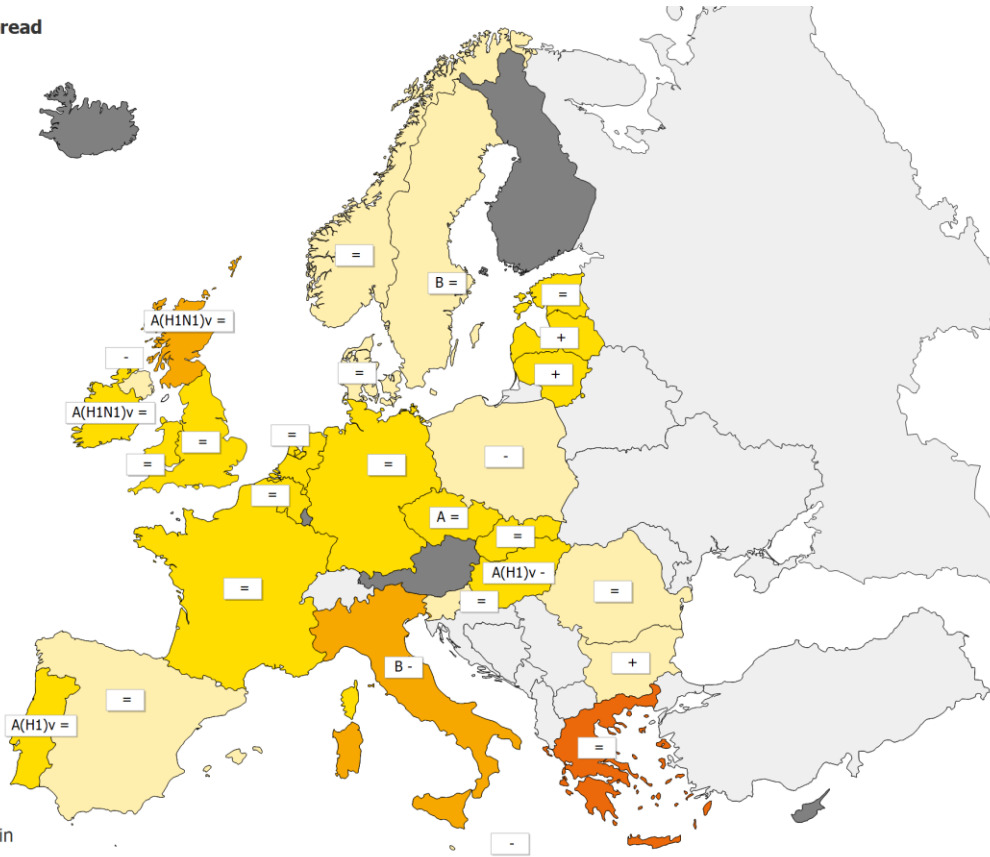 read
=
B =
=
A(H1N1)v =
+
-
=
+
A(H1N1)v =
=
=
=
=
-
=
=
A =
=
A(H1)v -
=
=
=
+
B -
=
A(H1)v =
=
in
-